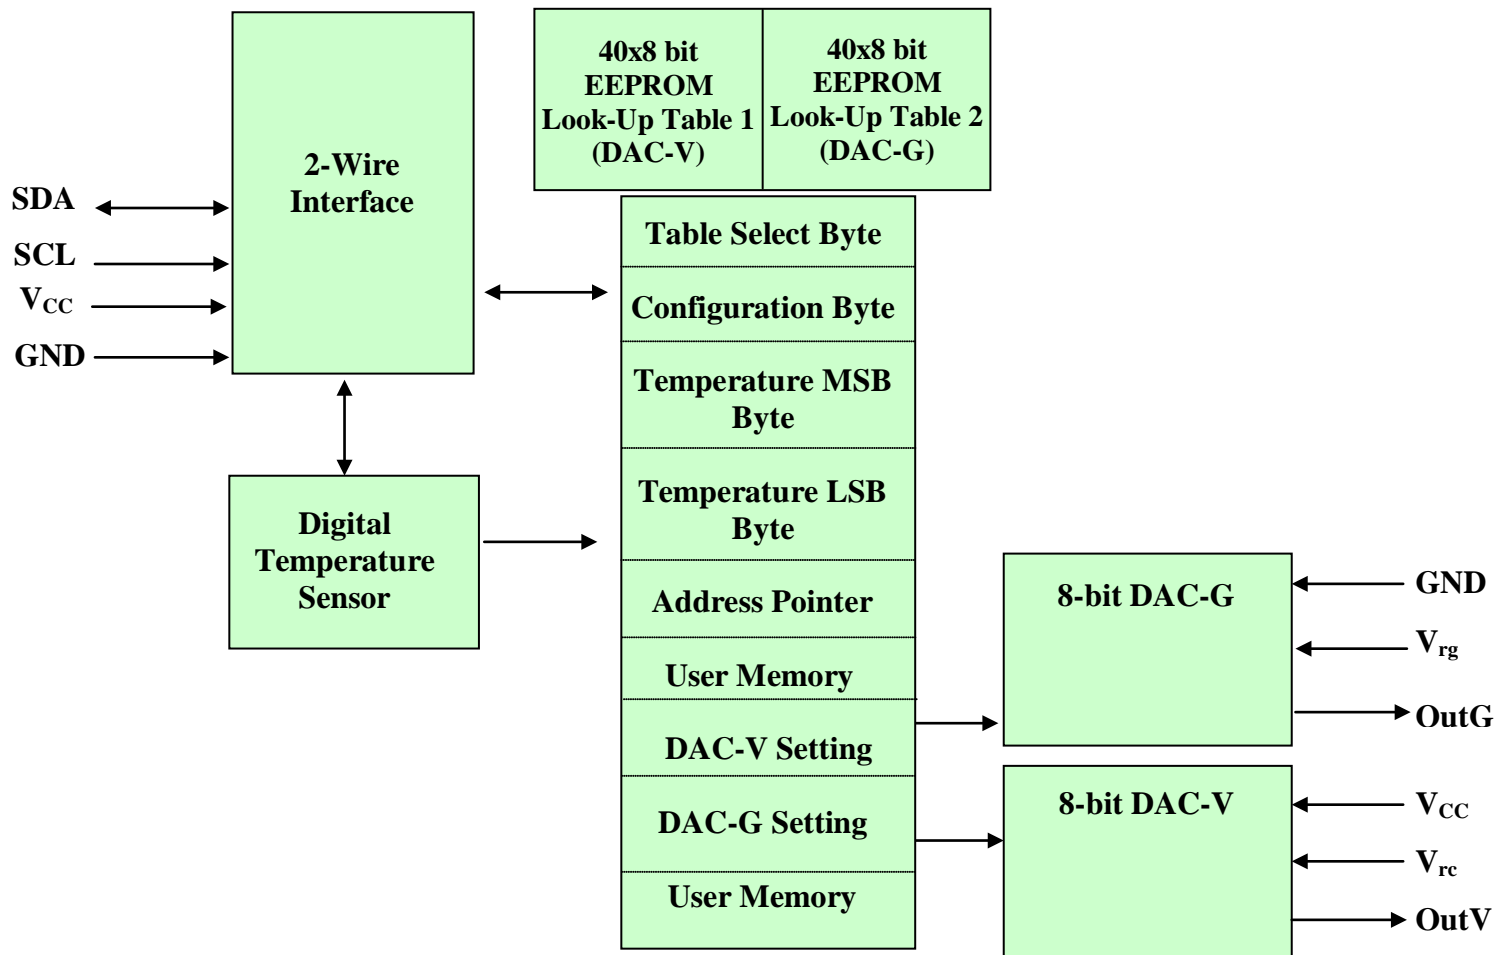 2-Wire
Interface
SDA
SCL
VCC
GND
40x8 bit
EEPROM
Look-Up Table 1
(DAC-V)
40x8 bit
EEPROM
Look-Up Table 2
(DAC-G)
Table Select Byte
Configuration Byte
Temperature MSB
Byte
Temperature LSB
Byte
Address Pointer
User Memory
DAC-V Setting
DAC-G Setting
User Memory
Digital
Temperature
Sensor
8-bit DAC-G
GND
Vrg
OutG
8-bit DAC-V
VCC
Vrc
OutV